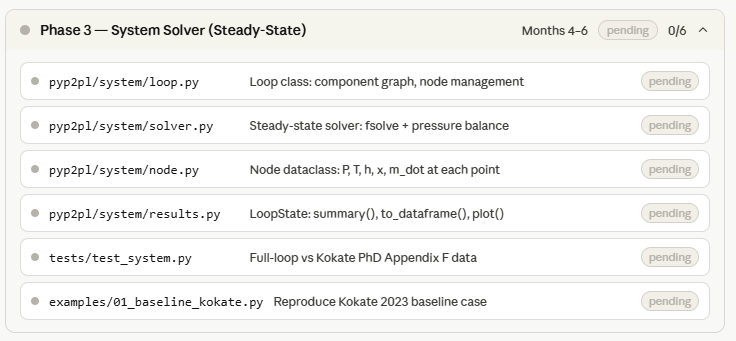 Phase 3 — System Solver (Steady-State) Months 4–6 pending 0/6
pyp2pl/system/loop.py Loop class: component graph, node management pending
pyp2pl/system/solver.py Steady-state solver: fsolve + pressure balance pending
pyp2pl/system/node.py Node dataclass: P, T, h, x, m_dot at each point pending
pyp2pl/system/results.py LoopState: summary(), to_dataframe(), plot() pending
tests/test_system.py Full-loop vs Kokate PhD Appendix F data pending
examples/01_baseline_kokate.py Reproduce Kokate 2023 baseline case pending